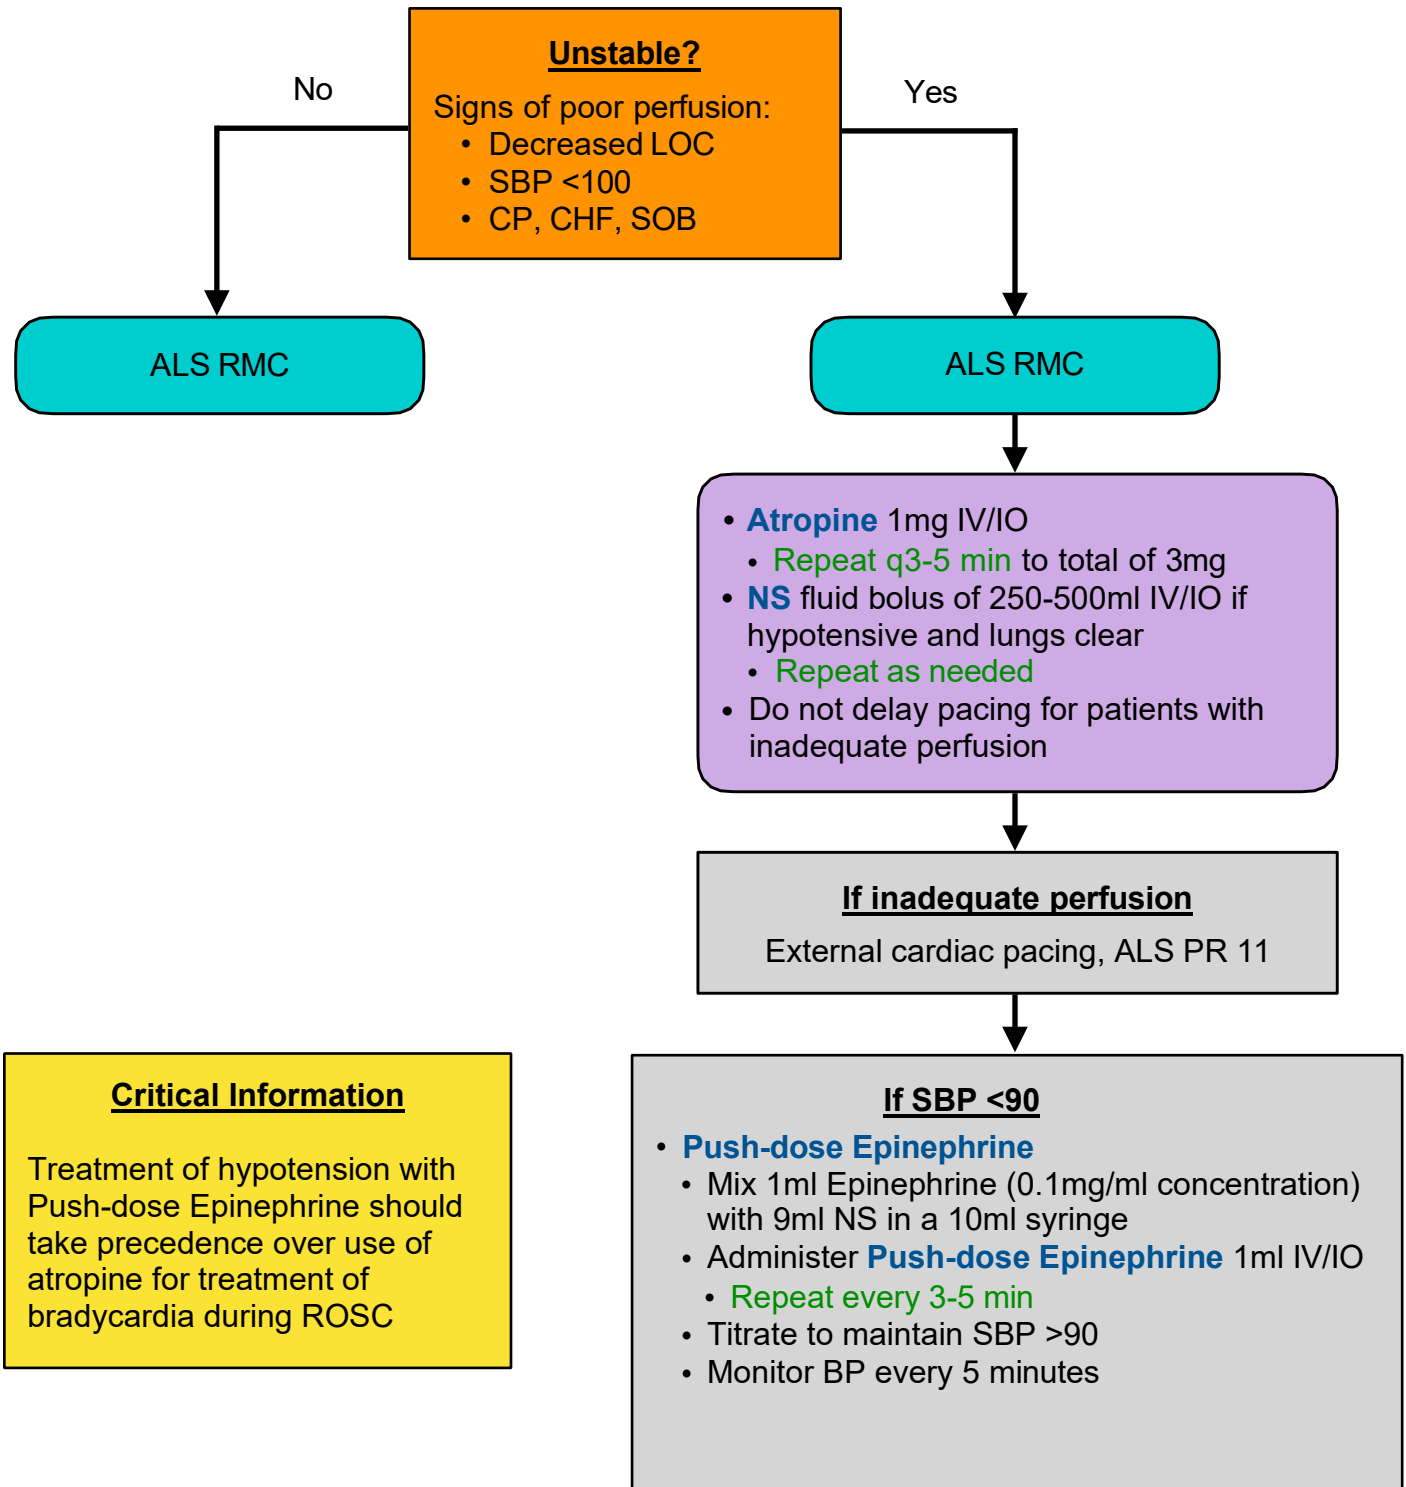 Unstable?
No
Yes
Signs of poor perfusion:
• Decreased LOC
• SBP <100
• CP, CHF, SOB
ALS RMC
ALS RMC
• Atropine 1mg IV/IO
• Repeat q3-5 min to total of 3mg
• NS fluid bolus of 250-500ml IV/IO if
hypotensive and lungs clear
• Repeat as needed
• Do not delay pacing for patients with
inadequate perfusion
If inadequate perfusion
External cardiac pacing, ALS PR 11
Critical Information
Treatment of hypotension with
Push-dose Epinephrine should
take precedence over use of
atropine for treatment of
bradycardia during ROSC
If SBP <90
• Push-dose Epinephrine
• Mix 1ml Epinephrine (0.1mg/ml concentration)
with 9ml NS in a 10ml syringe
• Administer Push-dose Epinephrine 1ml IV/IO
• Repeat every 3-5 min
• Titrate to maintain SBP >90
• Monitor BP every 5 minutes